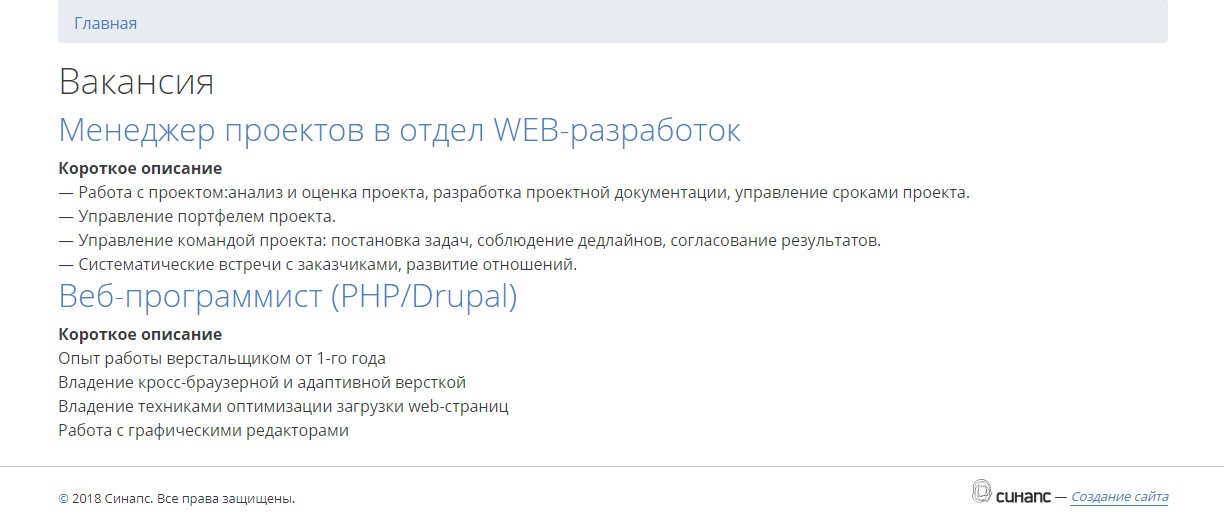 Главная
Вакансия
Менеджер проектов в отдел WEB-разработок
Короткое описание
— Работа с проектом:анализ и оценка проекта, разработка проектной документации, управление сроками проекта.
— Управление портфелем проекта.
— Управление командой проекта: постановка задач, соблюдение дедлайнов, согласование результатов.
— Систематические встречи с заказчиками, развитие отношений.
Веб-программист (PHP/Drupal)
Короткое описание
Опыт работы верстальщиком от 1-го года
Владение кросс-браузерной и адаптивной версткой
Владение техниками оптимизации загрузки web-страниц
Работа с графическими редакторами
© 2018 Синапс. Все права защищены.
синапс — Создание сайта